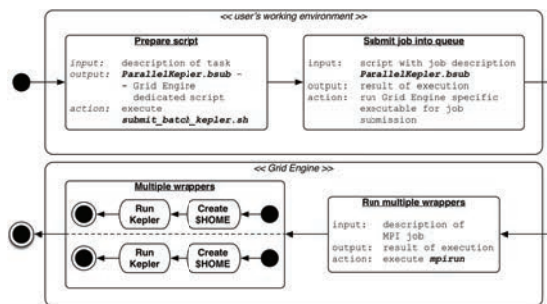 << user's working environment >>
Prepare script
input: description of task
output: ParallelKepler.bsub -
- Grid Engine
dedicated script
action: execute
submit_batch_kepler.sh
Submit job into queue
input: script with job description
ParallelKepler.bsub
output: result of execution
action: run Grid Engine specific
executable for job
submission
<< Grid Engine >>
Multiple wrappers
Run
Kepler
Create
$HOME
Run
Kepler
Create
$HOME
Run multiple wrappers
input: description of
MPI job
output: result of execution
action: execute mpirun